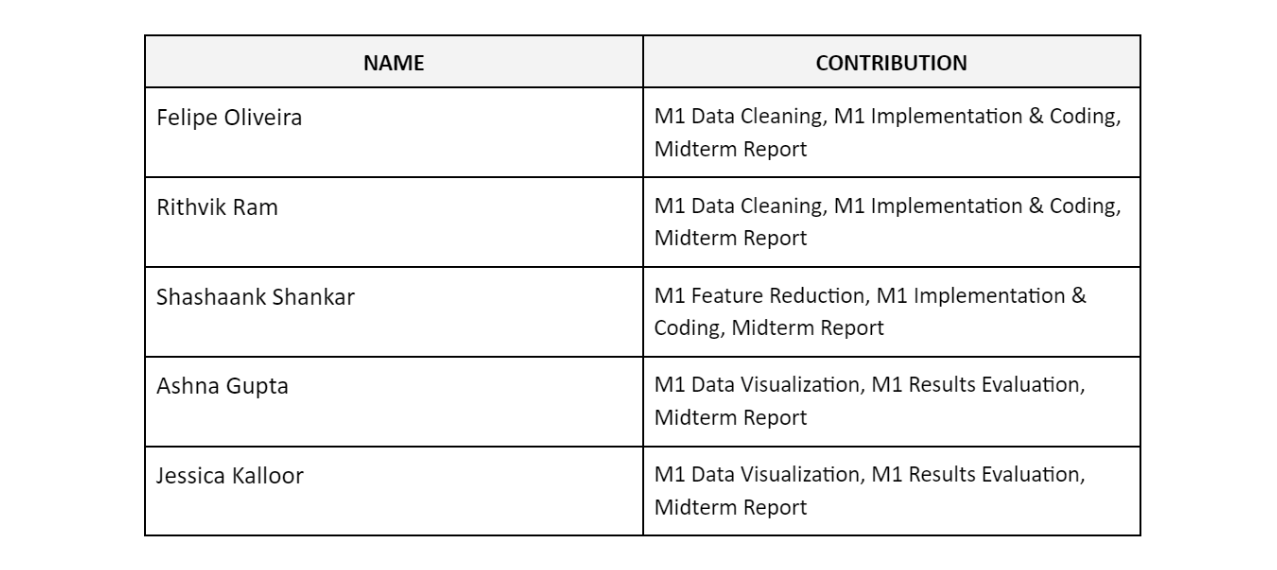 NAME CONTRIBUTION
Felipe Oliveira M1 Data Cleaning, M1 Implementation & Coding,
Midterm Report
Rithvik Ram M1 Data Cleaning, M1 Implementation & Coding,
Midterm Report
Shashaank Shankar M1 Feature Reduction, M1 Implementation &
Coding, Midterm Report
Ashna Gupta M1 Data Visualization, M1 Results Evaluation,
Midterm Report
Jessica Kalloor M1 Data Visualization, M1 Results Evaluation,
Midterm Report